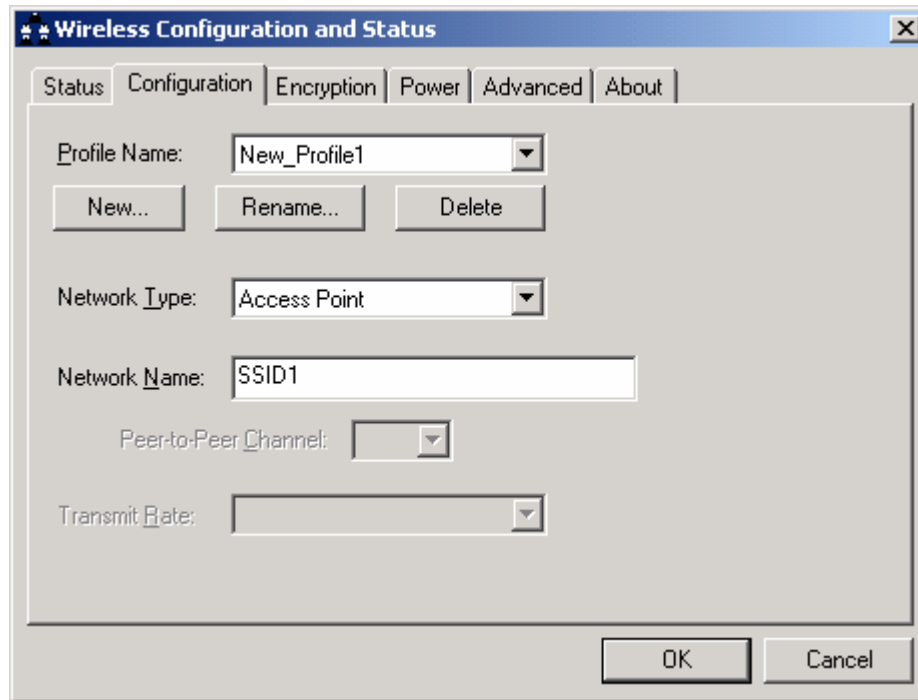 Wireless Configuration and Status
Status Configuration Encryption Power Advanced About
Profile Name: New_Profile1
New... Rename... Delete
Network Type: Access Point
Network Name: SSID1
Peer-to-Peer Channel:
Transmit Rate:
OK Cancel